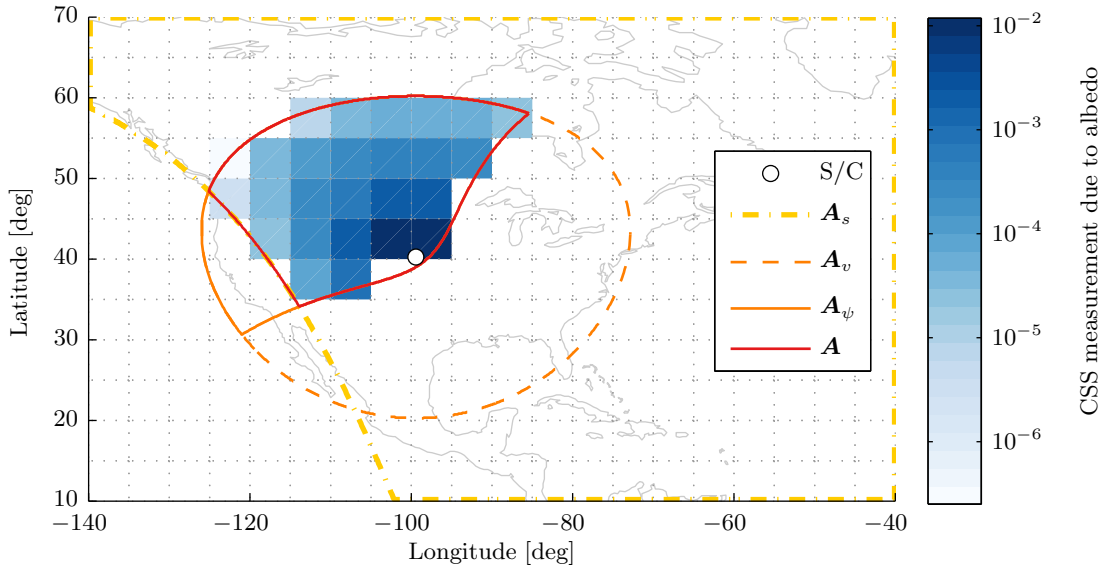 70
60
50
40
30
20
10
Latitude [deg]
−140
−120
−100
−80
−60
−40
Longitude [deg]
S/C
A_s
A_v
A_ψ
A
10^−2
10^−3
10^−4
10^−5
10^−6
CSS measurement due to albedo